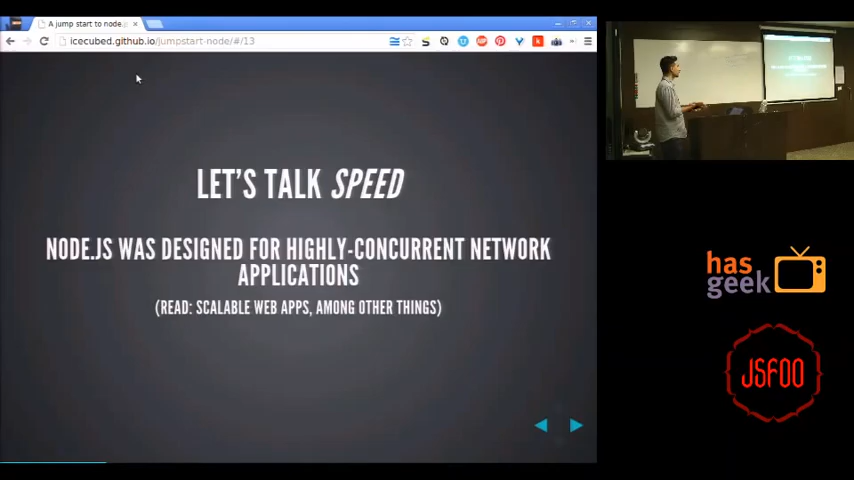 A jump start to node.
icecubed.github.io/jumpstart-node/#/13
LET'S TALK SPEED
NODE.JS WAS DESIGNED FOR HIGHLY-CONCURRENT NETWORK
APPLICATIONS
(READ: SCALABLE WEB APPS, AMONG OTHER THINGS)
has
geek
JSFOO